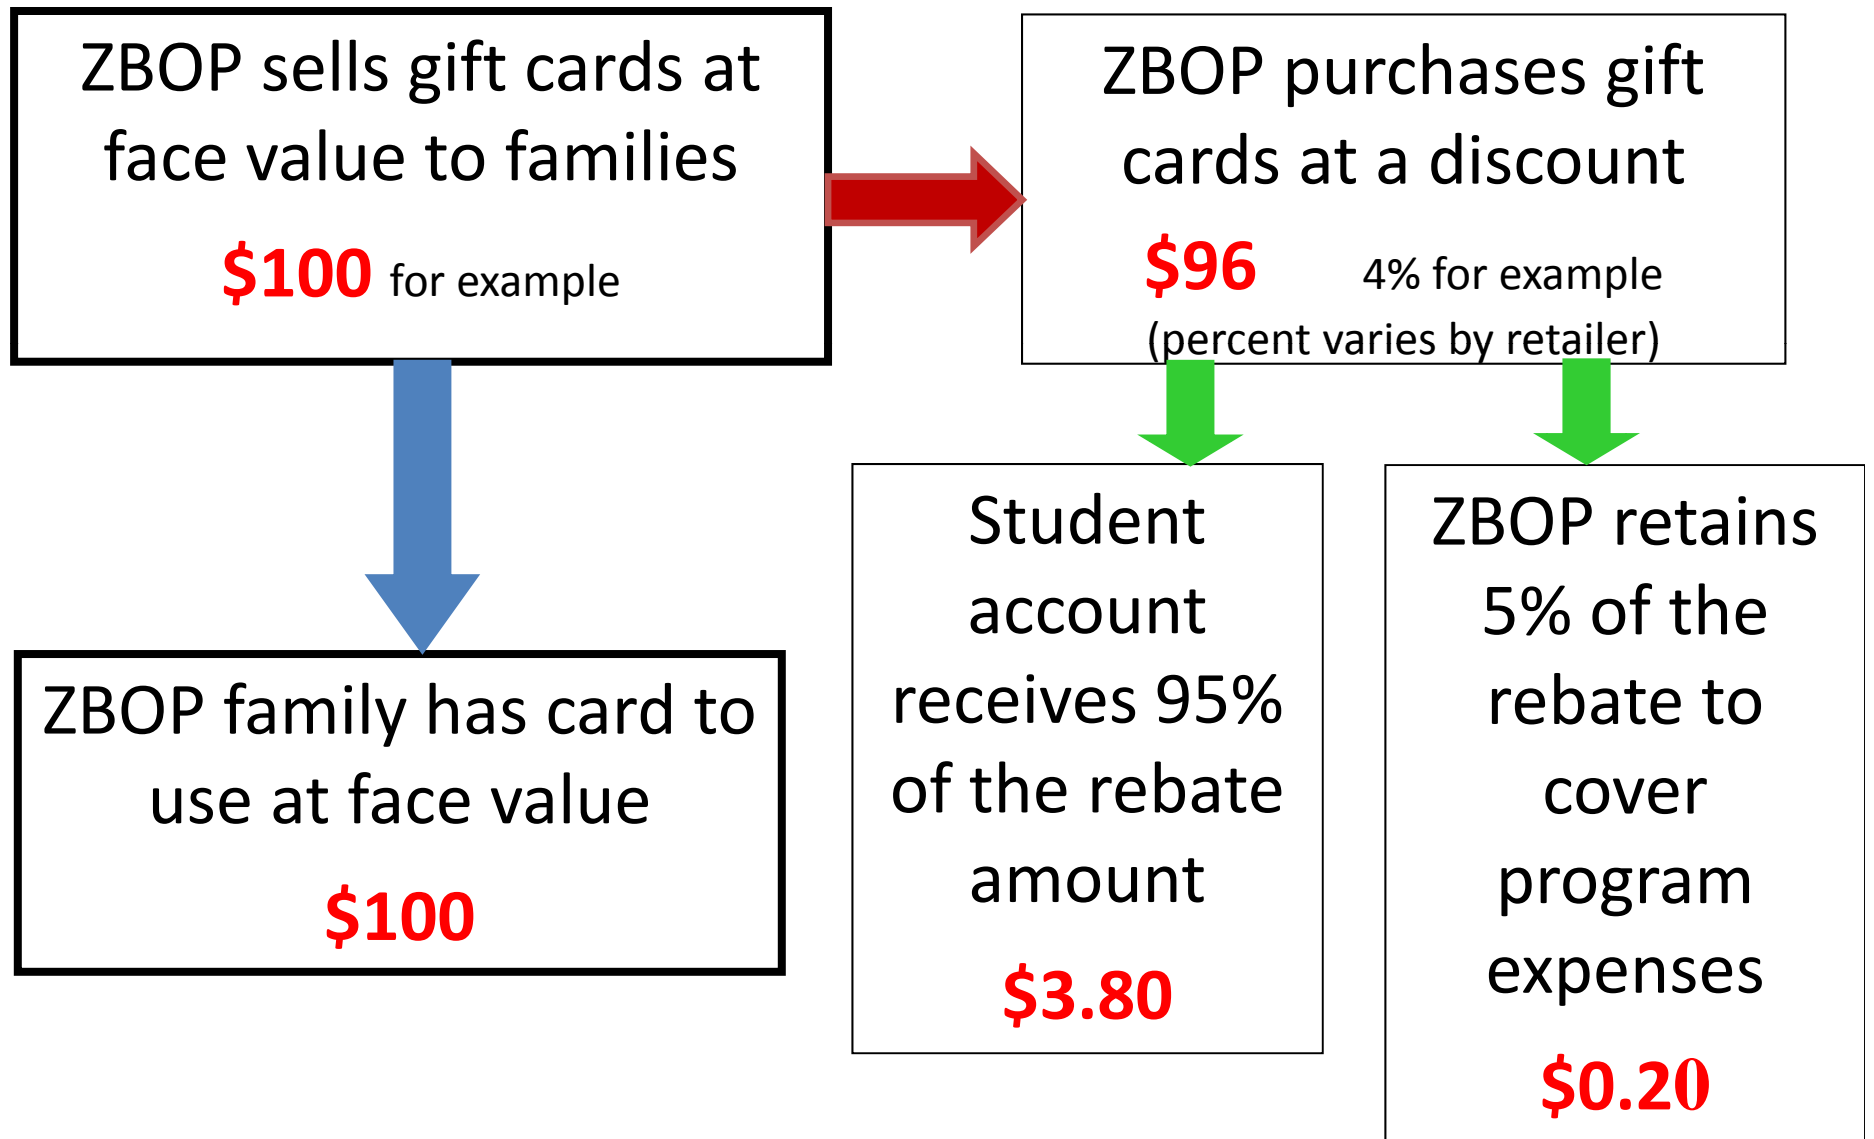 ZBOP sells gift cards at
face value to families
$100 for example
ZBOP purchases gift
cards at a discount
$96 4% for example
(percent varies by retailer)
ZBOP family has card to
use at face value
$100
Student
account
receives 95%
of the rebate
amount
$3.80
ZBOP retains
5% of the
rebate to
cover
program
expenses
$0.20